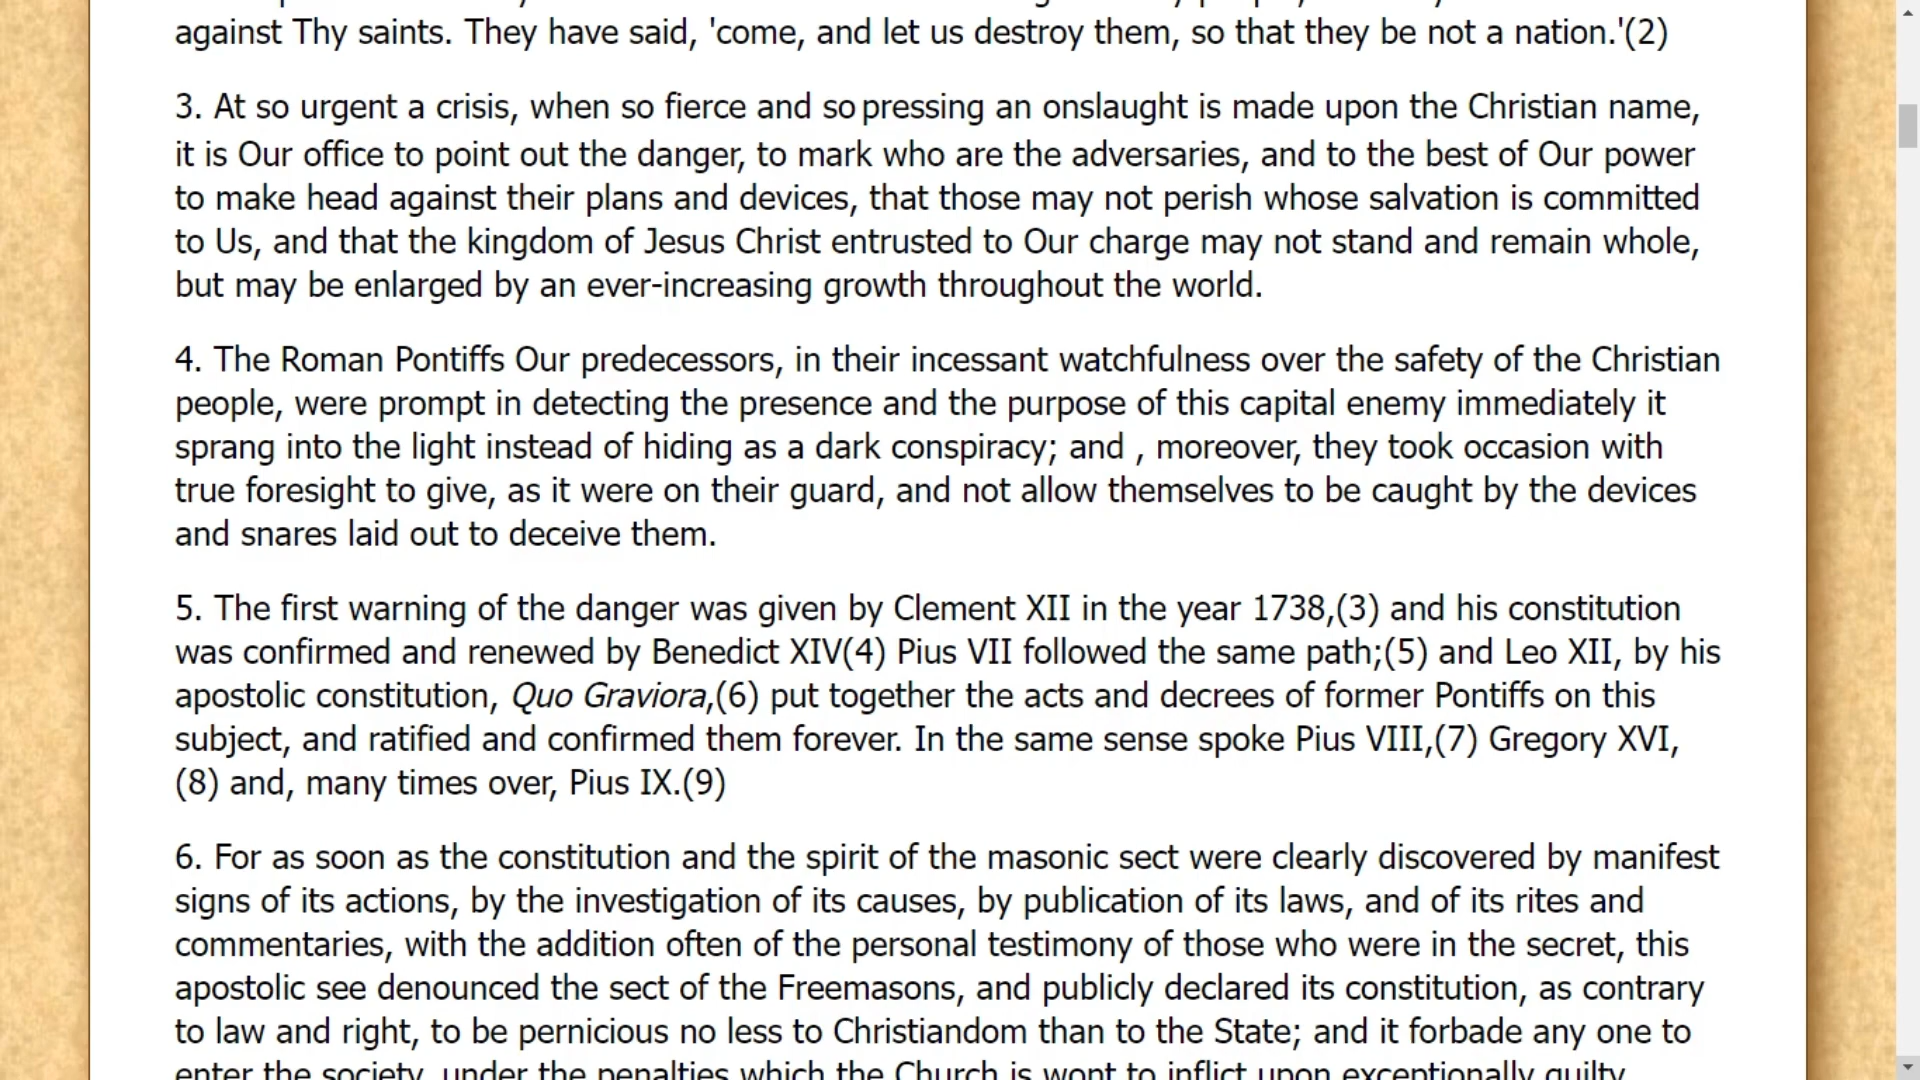 against Thy saints. They have said, 'come, and let us destroy them, so that they be not a nation.'(2)
3. At so urgent a crisis, when so fierce and so pressing an onslaught is made upon the Christian name,
it is Our office to point out the danger, to mark who are the adversaries, and to the best of Our power
to make head against their plans and devices, that those may not perish whose salvation is committed
to Us, and that the kingdom of Jesus Christ entrusted to Our charge may not stand and remain whole,
but may be enlarged by an ever-increasing growth throughout the world.
4. The Roman Pontiffs Our predecessors, in their incessant watchfulness over the safety of the Christian
people, were prompt in detecting the presence and the purpose of this capital enemy immediately it
sprang into the light instead of hiding as a dark conspiracy; and , moreover, they took occasion with
true foresight to give, as it were on their guard, and not allow themselves to be caught by the devices
and snares laid out to deceive them.
5. The first warning of the danger was given by Clement XII in the year 1738,(3) and his constitution
was confirmed and renewed by Benedict XIV(4) Pius VII followed the same path;(5) and Leo XII, by his
apostolic constitution, Quo Graviora,(6) put together the acts and decrees of former Pontiffs on this
subject, and ratified and confirmed them forever. In the same sense spoke Pius VIII,(7) Gregory XVI,
(8) and, many times over, Pius IX.(9)
6. For as soon as the constitution and the spirit of the masonic sect were clearly discovered by manifest
signs of its actions, by the investigation of its causes, by publication of its laws, and of its rites and
commentaries, with the addition often of the personal testimony of those who were in the secret, this
apostolic see denounced the sect of the Freemasons, and publicly declared its constitution, as contrary
to law and right, to be pernicious no less to Christiandom than to the State; and it forbade any one to
enter the society, under the penalties which the Church is wont to inflict upon exceptionally guilty